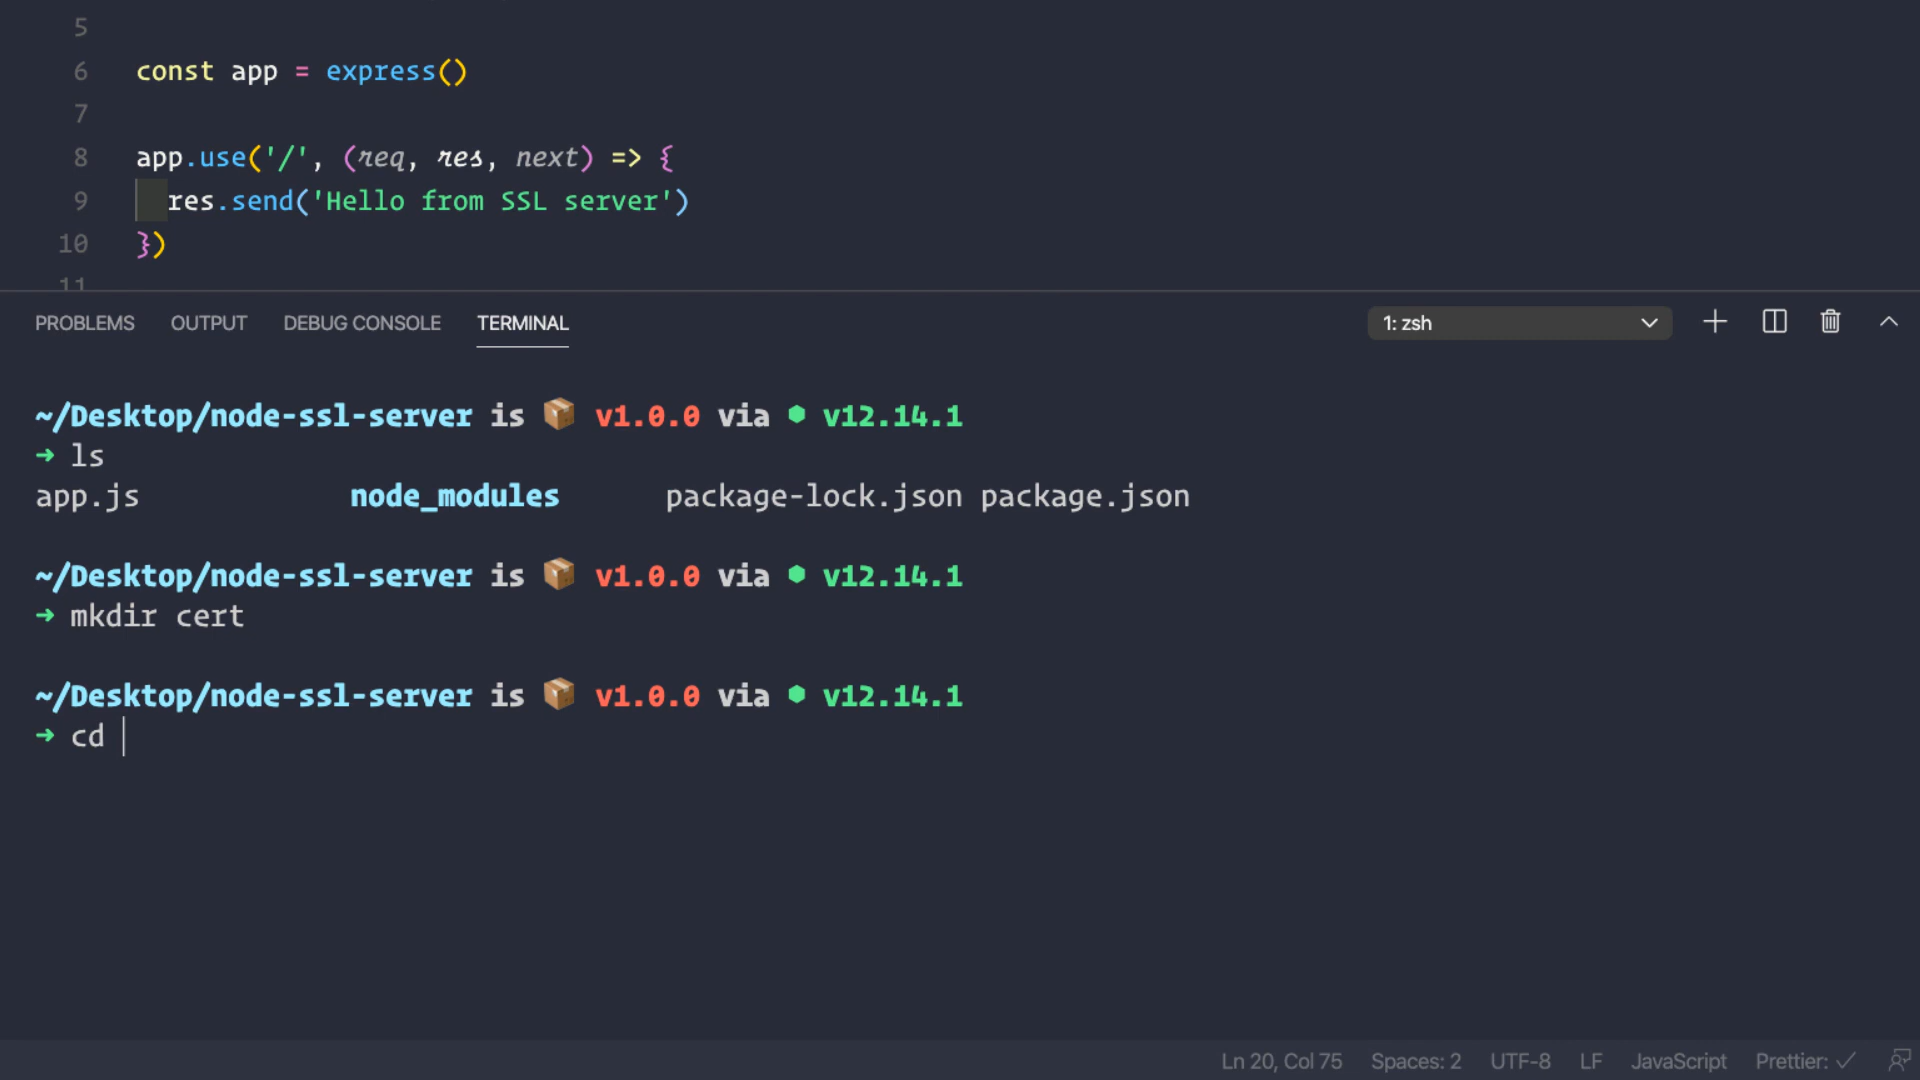 5
6 const app = express()
7
8 app.use('/', (req, res, next) => {
9 res.send('Hello from SSL server')
10 })
11
PROBLEMS OUTPUT DEBUG CONSOLE TERMINAL 1: zsh
~/Desktop/node-ssl-server is 📦 v1.0.0 via ⬢ v12.14.1
➜ ls
app.js node_modules package-lock.json package.json
~/Desktop/node-ssl-server is 📦 v1.0.0 via ⬢ v12.14.1
➜ mkdir cert
~/Desktop/node-ssl-server is 📦 v1.0.0 via ⬢ v12.14.1
➜ cd
Ln 20, Col 75 Spaces: 2 UTF-8 LF JavaScript Prettier: ✓